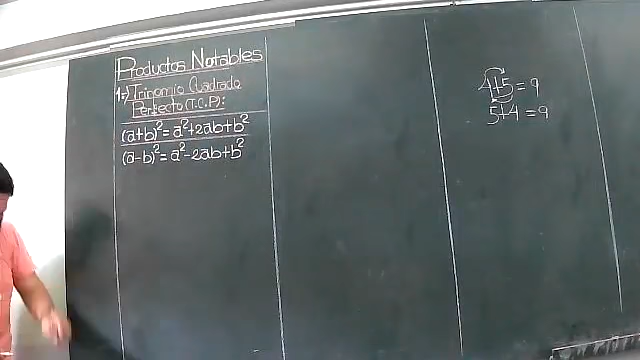 Productos Notables
1=) Trinomio Cuadrado
Perfecto (T.C.P):
(a+b)²=a²+2ab+b²
(a-b)²=a²-2ab+b²
4+5=9
5+4=9